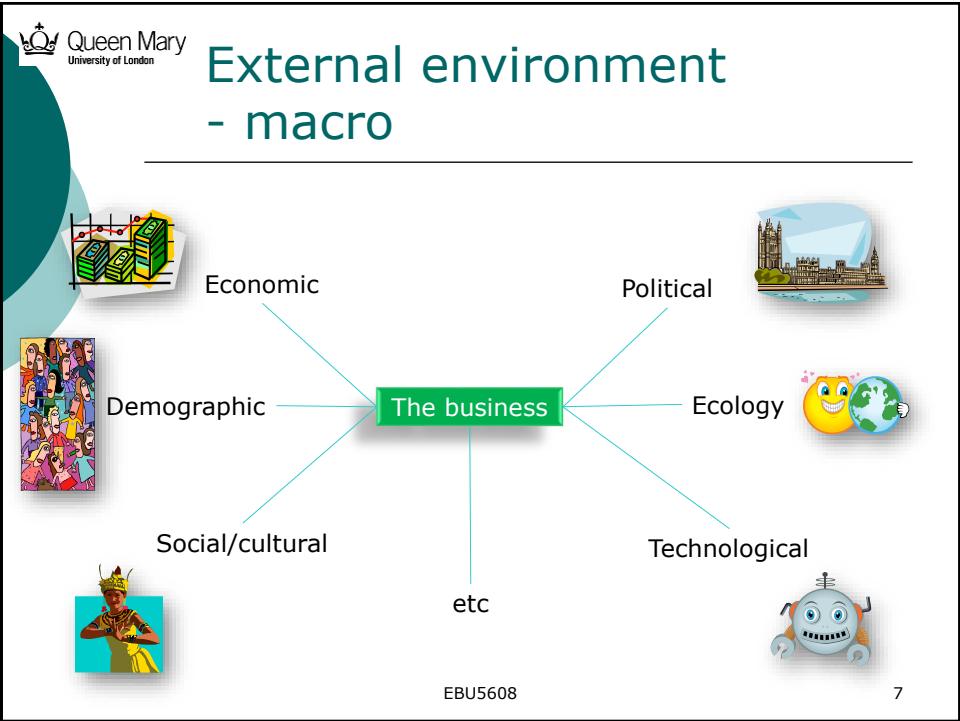 Queen Mary
University of London
External environment
- macro
Economic
Political
Demographic
The business
Ecology
Social/cultural
Technological
etc
EBU5608
7